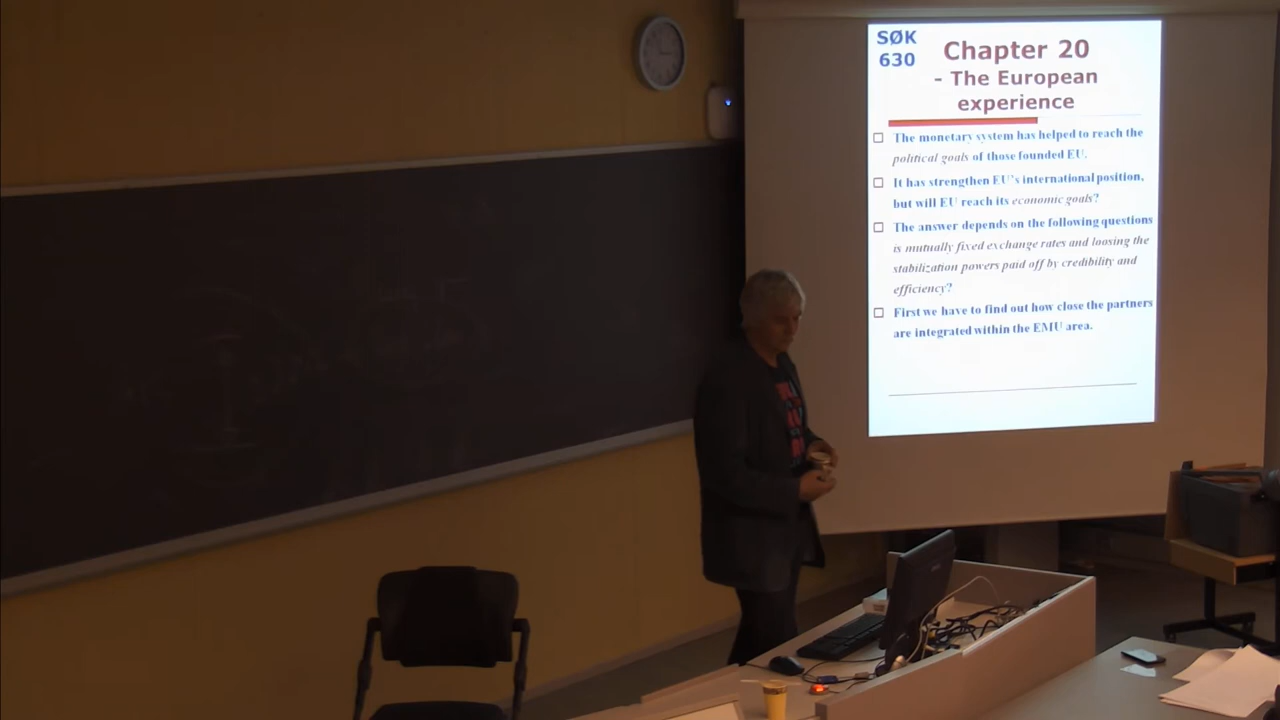 SØK
630
Chapter 20
- The European
experience
The monetary system has helped to reach the
political goals of those founded EU.
It has strengthen EU's international position,
but will EU reach its economic goals?
The answer depends on the following questions
is mutually fixed exchange rates and loosing the
stabilization powers paid off by credibility and
efficiency?
First we have to find out how close the partners
are integrated within the EMU area.